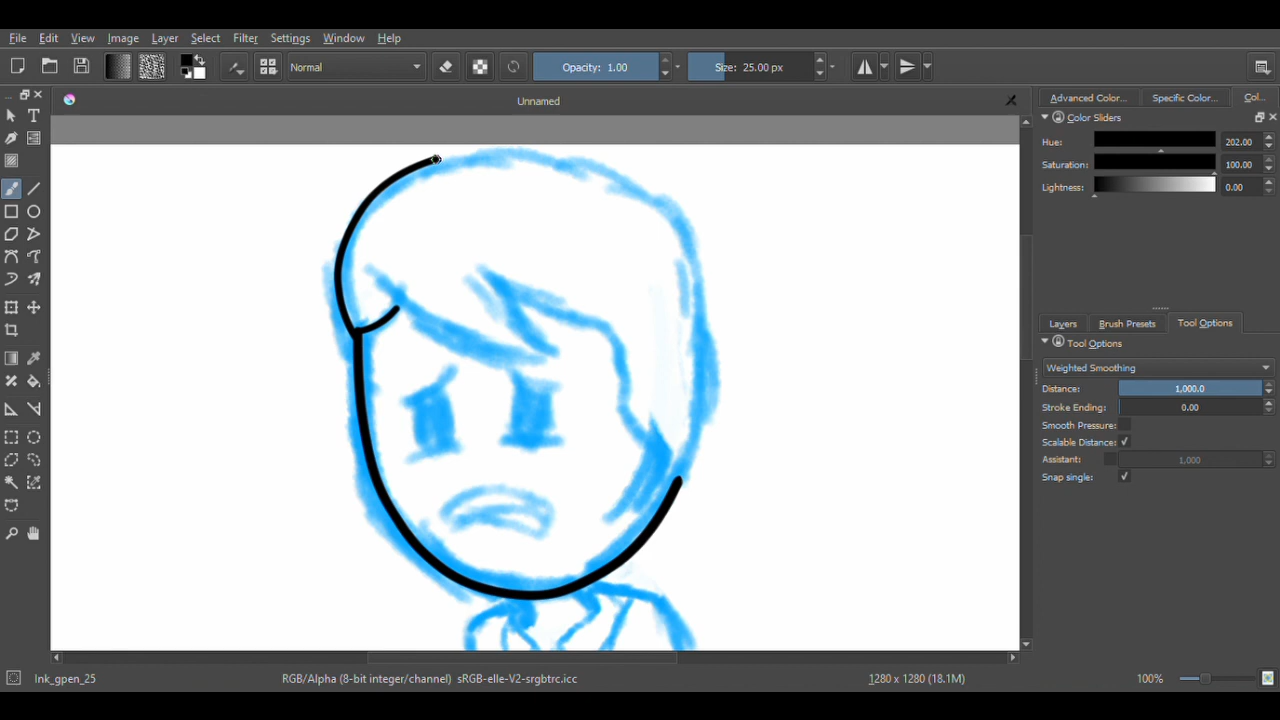 File Edit View Image Layer Select Filter Settings Window Help
Normal Opacity: 1.00 Size: 25.00 px
Unnamed
Advanced Color... Specific Color... Col...
Color Sliders
Hue: 202.00
Saturation: 100.00
Lightness: 0.00
Layers Brush Presets Tool Options
Tool Options
Weighted Smoothing
Distance: 1,000.0
Stroke Ending: 0.00
Smooth Pressure:
Scalable Distance:
Assistant: 1,000
Snap single:
Ink_gpen_25 RGB/Alpha (8-bit integer/channel) sRGB-elle-V2-srgbtrc.icc 1280 x 1280 (18.1M) 100%